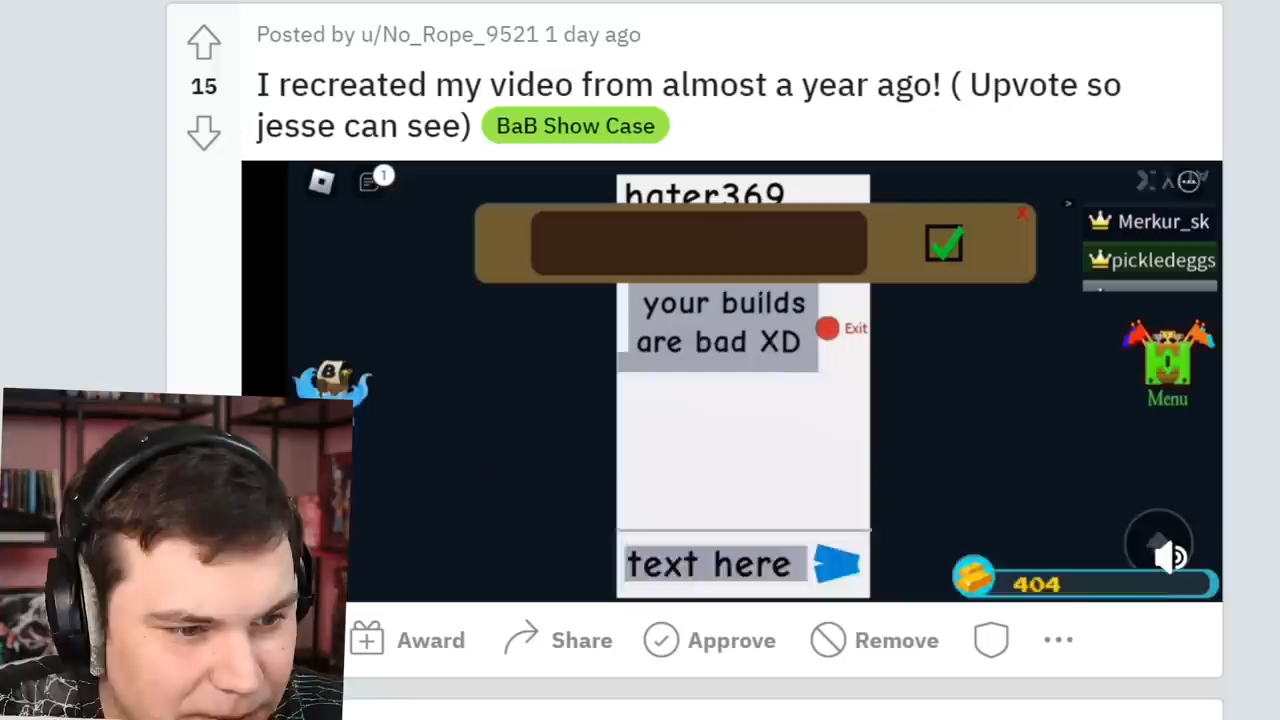 Posted by u/No_Rope_9521 1 day ago
15
I recreated my video from almost a year ago! ( Upvote so
jesse can see)
BaB Show Case
1
hater369
X
Merkur_sk
>
pickledeggs
your builds
are bad XD
Exit
B
Menu
text here
404
Award
Share
Approve
Remove